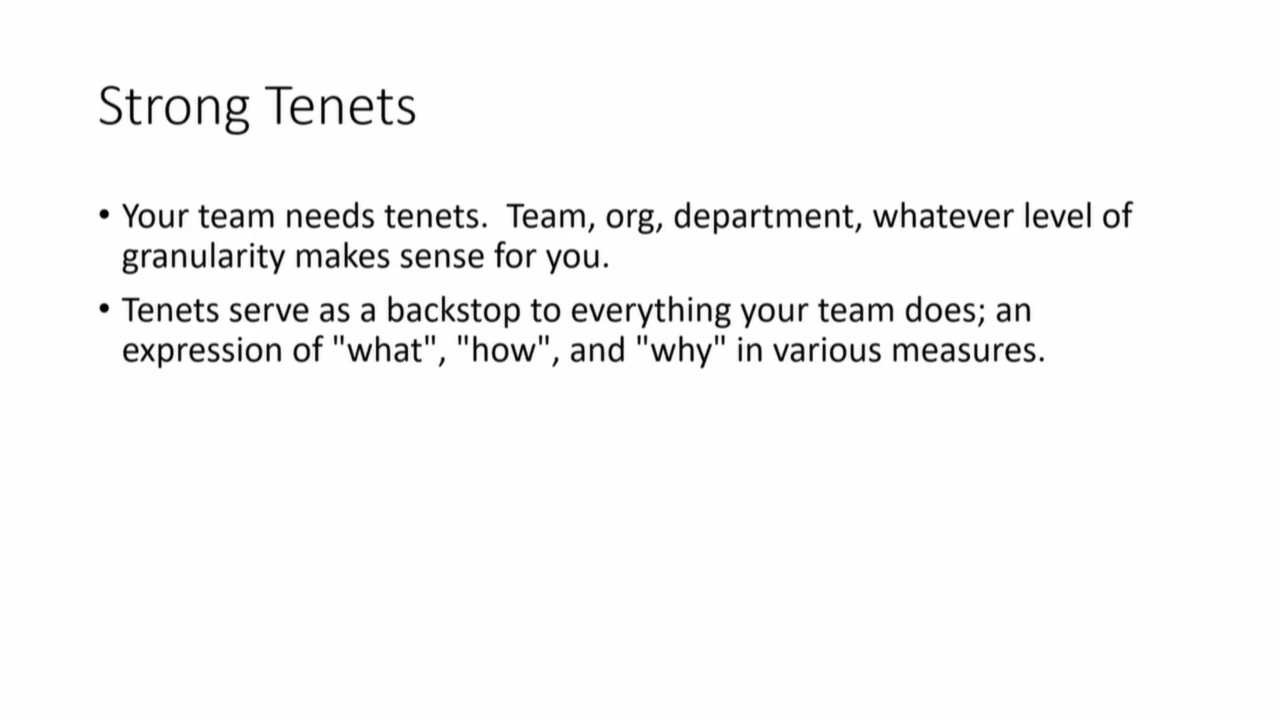 Strong Tenets
• Your team needs tenets.  Team, org, department, whatever level of
granularity makes sense for you.
• Tenets serve as a backstop to everything your team does; an
expression of "what", "how", and "why" in various measures.